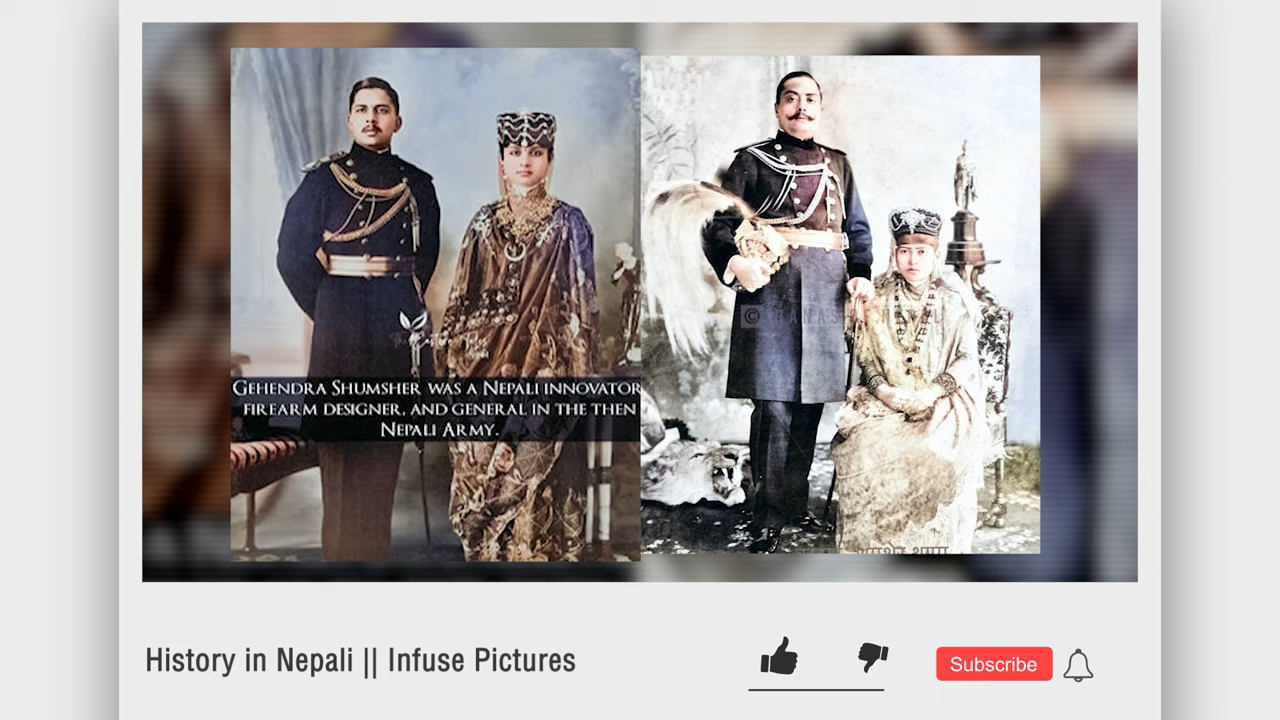 GEHENDRA SHUMSHER WAS A NEPALI INNOVATOR
FIREARM DESIGNER, AND GENERAL IN THE THEN
NEPALI ARMY.
History in Nepali || Infuse Pictures
Subscribe